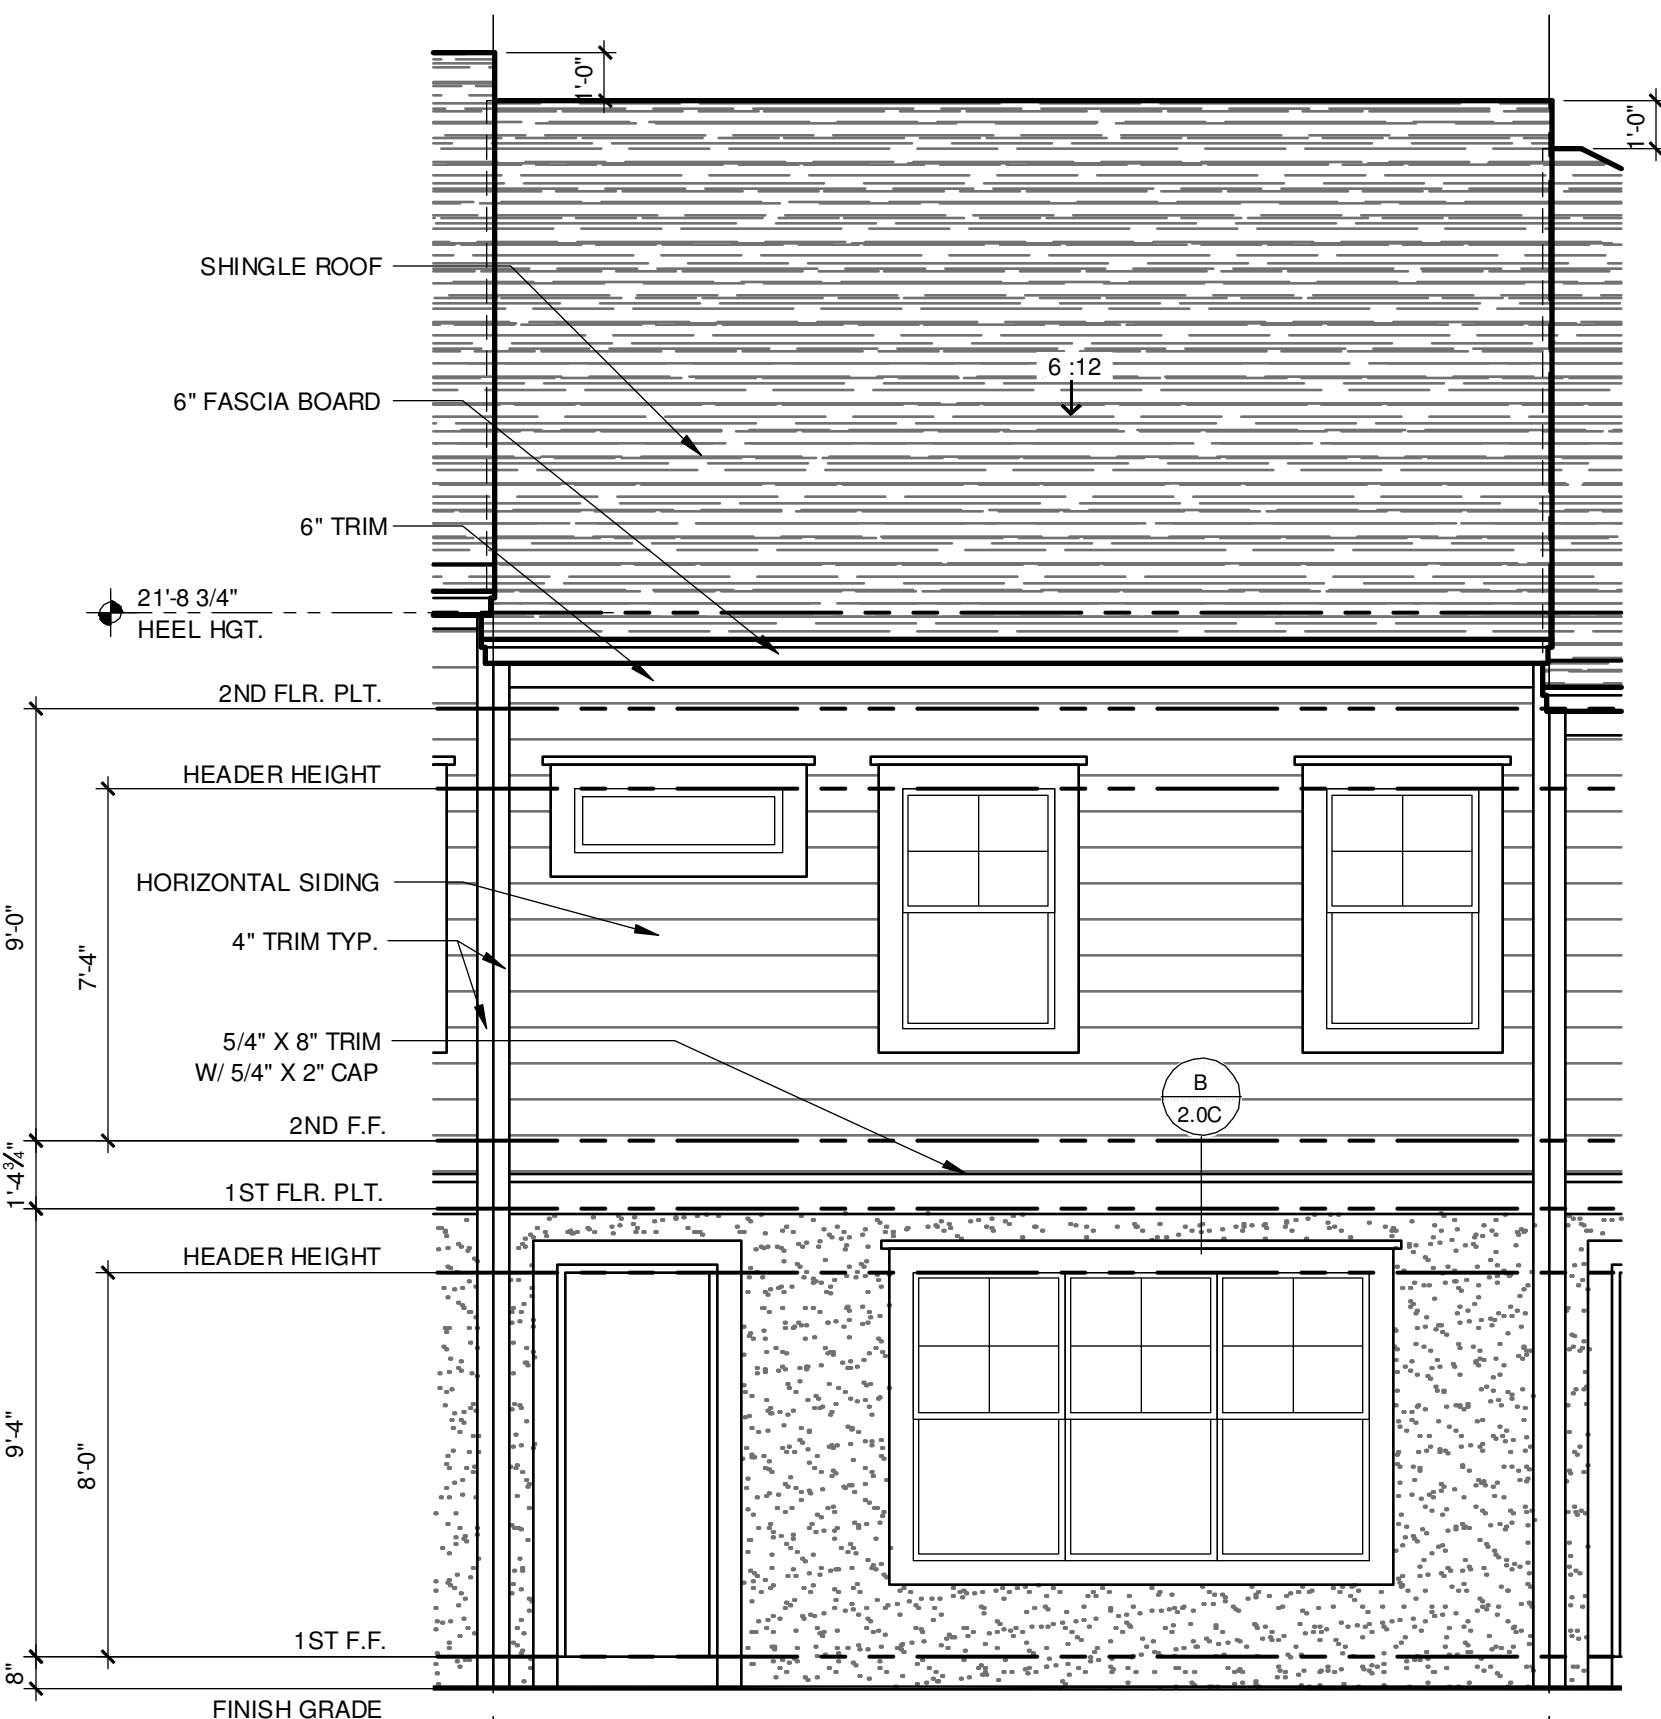 1'-0"
1'-0"
SHINGLE ROOF
6 :12
6" FASCIA BOARD
6" TRIM
21'-8 3/4"
HEEL HGT.
2ND FLR. PLT.
HEADER HEIGHT
HORIZONTAL SIDING
9'-0"
4" TRIM TYP.
7'-4"
5/4" X 8" TRIM
W/ 5/4" X 2" CAP
B
2.0C
2ND F.F.
1'-4¾"
1ST FLR. PLT.
HEADER HEIGHT
9'-4"
8'-0"
1ST F.F.
8"
FINISH GRADE